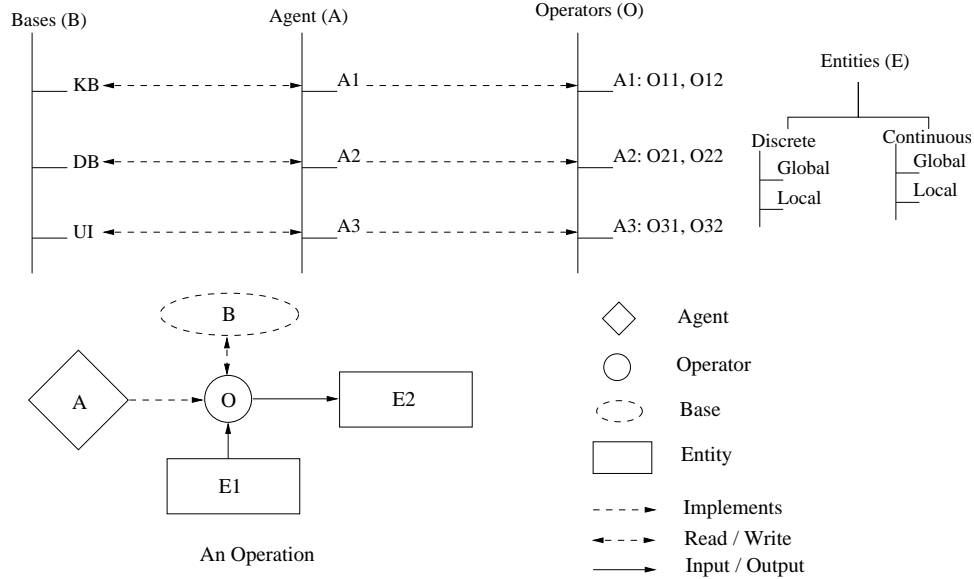 Bases (B)
Agent (A)
Operators (O)
Entities (E)
KB
A1
A1: O11, O12
Discrete
Continuous
Global
Global
Local
Local
DB
A2
A2: O21, O22
UI
A3
A3: O31, O32
B
A
O
E2
E1
An Operation
Agent
Operator
Base
Entity
Implements
Read / Write
Input / Output